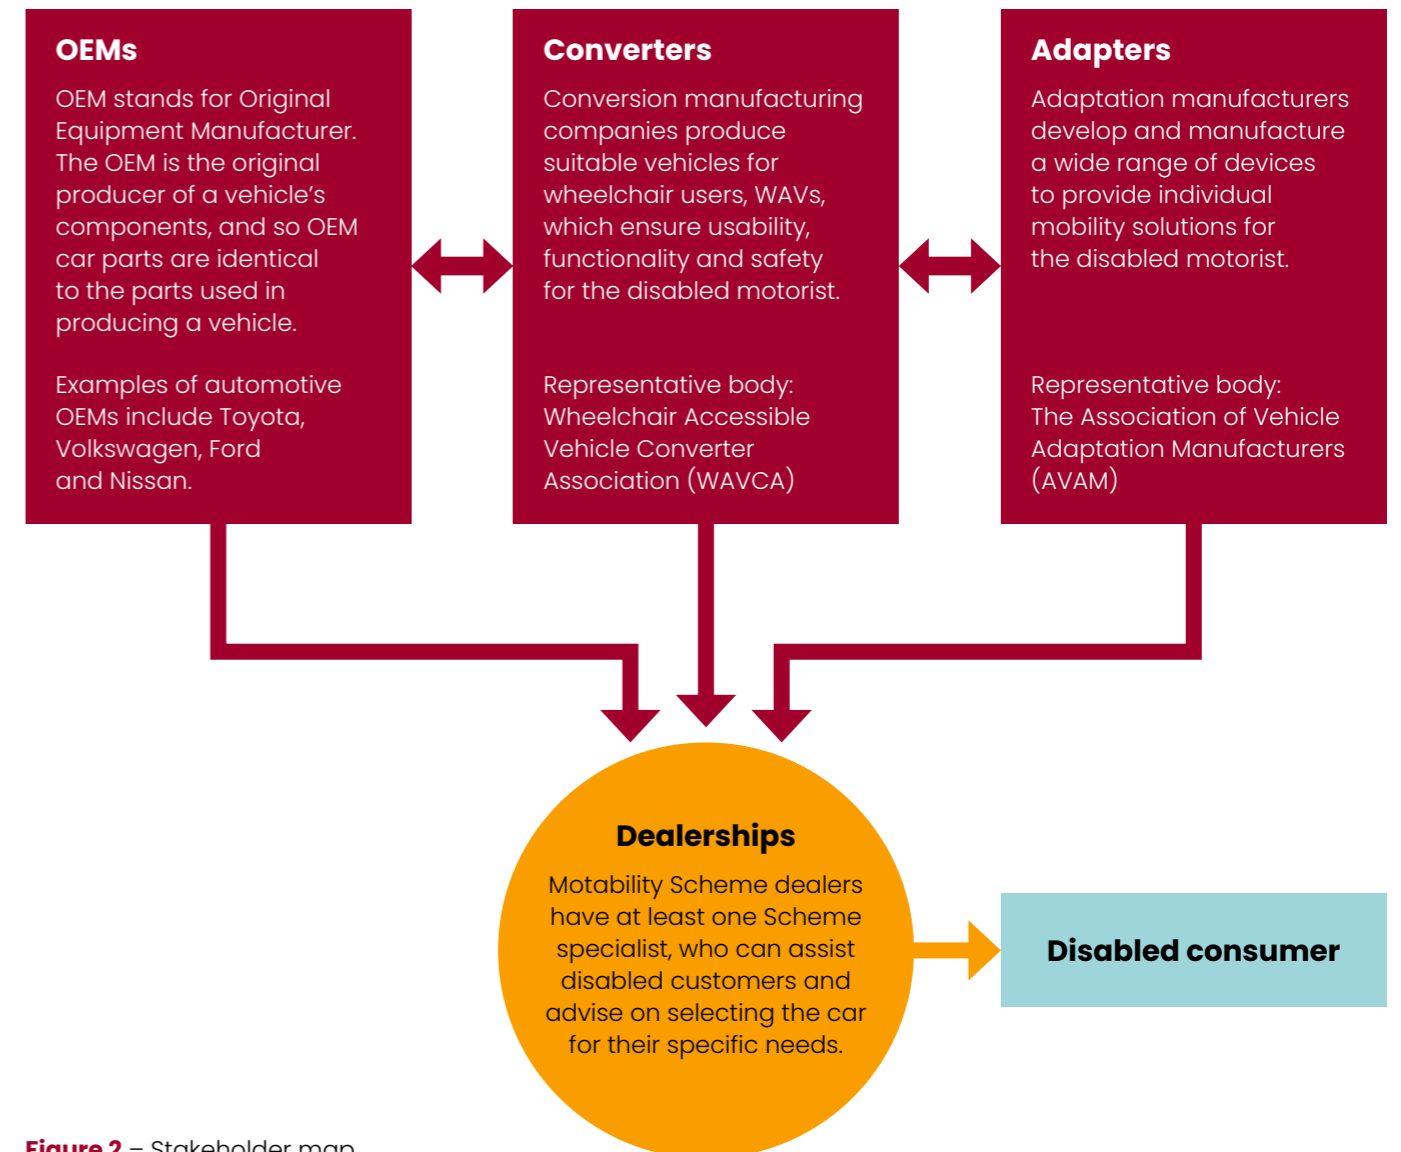 OEMs
OEM stands for Original
Equipment Manufacturer.
The OEM is the original
producer of a vehicle’s
components, and so OEM
car parts are identical
to the parts used in
producing a vehicle.
Examples of automotive
OEMs include Toyota,
Volkswagen, Ford
and Nissan.
Converters
Conversion manufacturing
companies produce
suitable vehicles for
wheelchair users, WAVs,
which ensure usability,
functionality and safety
for the disabled motorist.
Representative body:
Wheelchair Accessible
Vehicle Converter
Association (WAVCA)
Adapters
Adaptation manufacturers
develop and manufacture
a wide range of devices
to provide individual
mobility solutions for
the disabled motorist.
Representative body:
The Association of Vehicle
Adaptation Manufacturers
(AVAM)
Dealerships
Motability Scheme dealers
have at least one Scheme
specialist, who can assist
disabled customers and
advise on selecting the car
for their specific needs.
Disabled consumer
Figure 2 – Stakeholder map